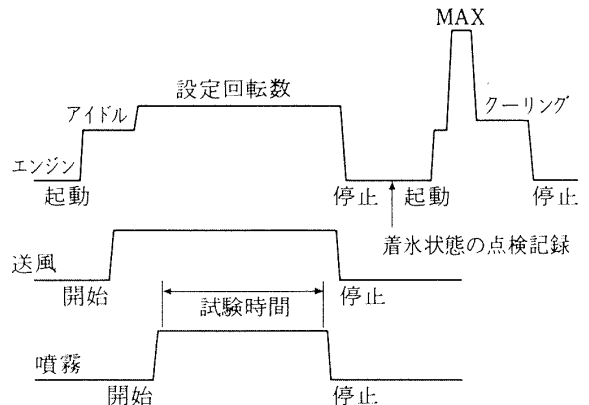 MAX
設定回転数
アイドル
クーリング
エンジン
起動
停止
起動
停止
着氷状態の点検記録
送風
開始
試験時間
停止
噴霧
開始
停止